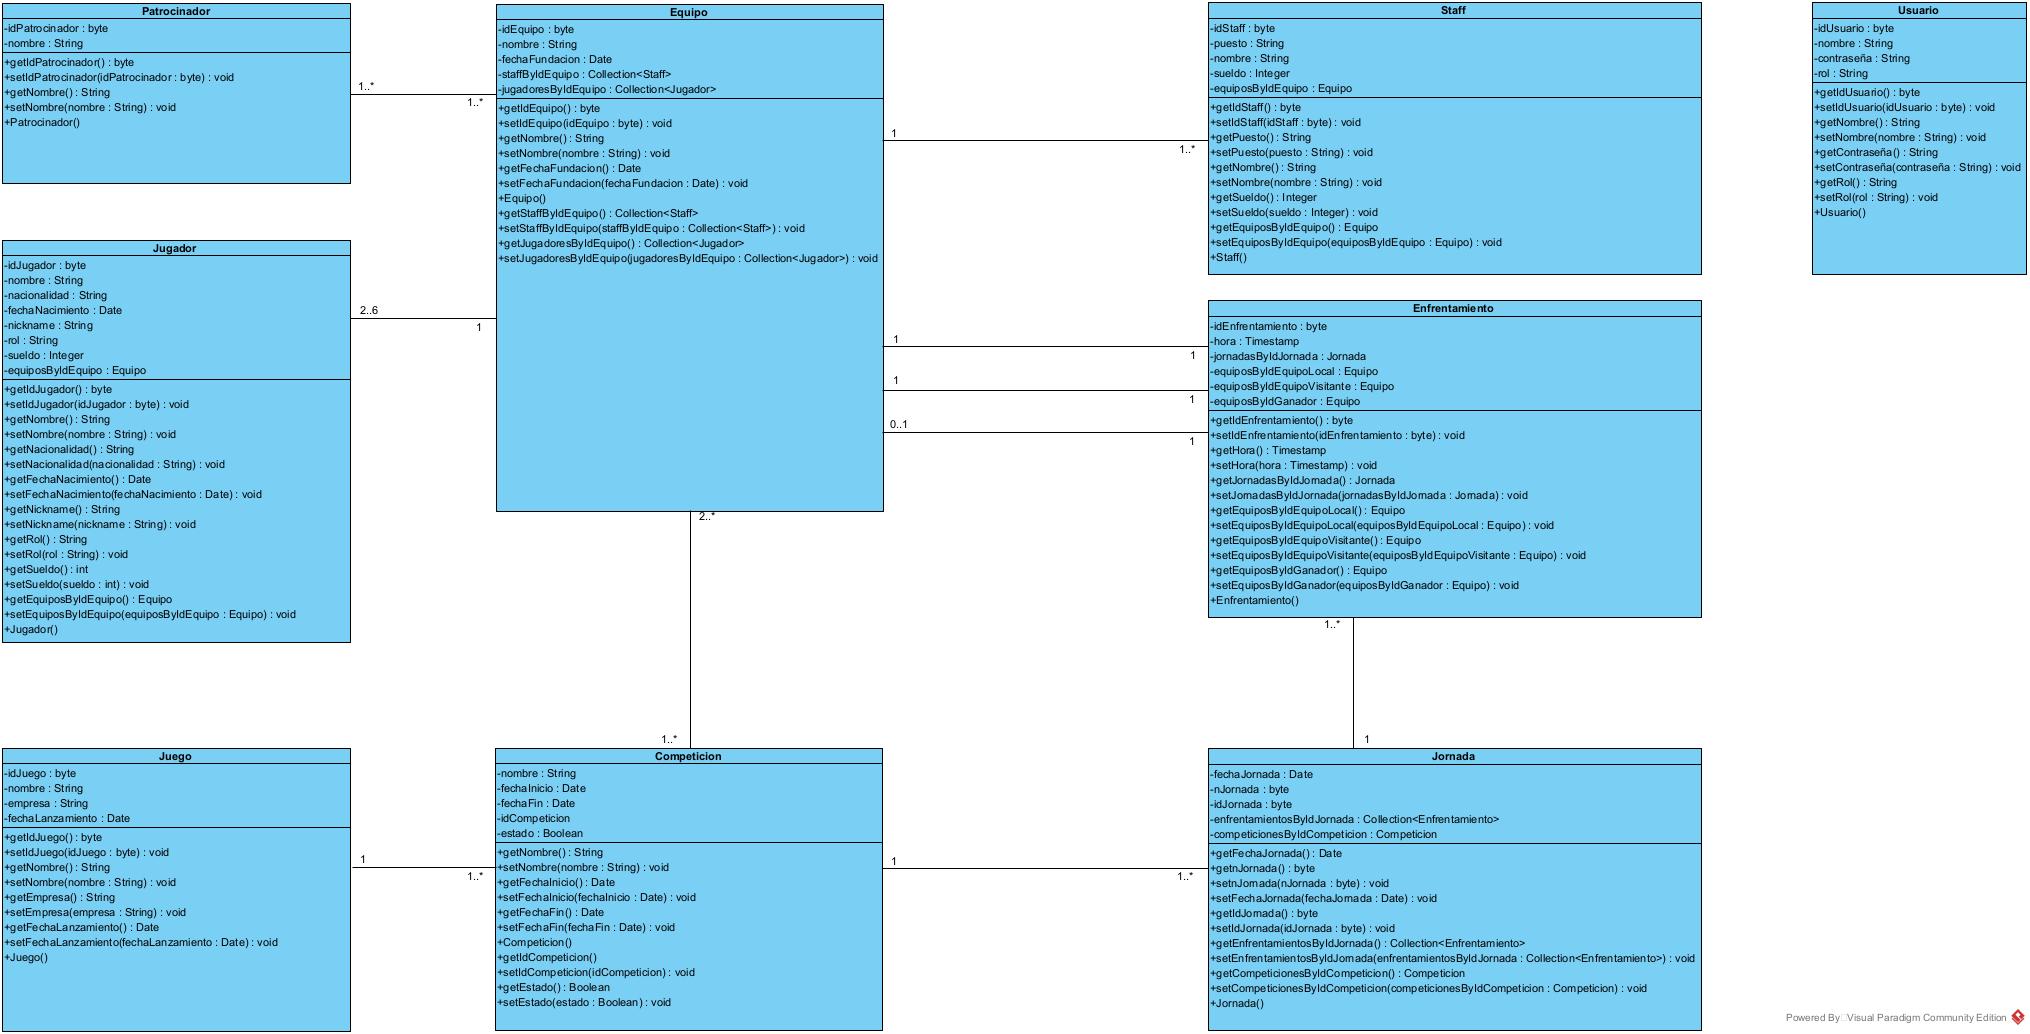 Patrocinador
-idPatrocinador : byte
-nombre : String
+getIdPatrocinador() : byte
+setIdPatrocinador(idPatrocinador : byte) : void
+getNombre() : String
+setNombre(nombre : String) : void
+Patrocinador()
1..*
1..*
Equipo
-idEquipo : byte
-nombre : String
-fechaFundacion : Date
-staffByIdEquipo : Collection<Staff>
-jugadoresByIdEquipo : Collection<Jugador>
+getIdEquipo() : byte
+setIdEquipo(idEquipo : byte) : void
+getNombre() : String
+setNombre(nombre : String) : void
+getFechaFundacion() : Date
+setFechaFundacion(fechaFundacion : Date) : void
+Equipo()
+getStaffByIdEquipo() : Collection<Staff>
+setStaffByIdEquipo(staffByIdEquipo : Collection<Staff>) : void
+getJugadoresByIdEquipo() : Collection<Jugador>
+setJugadoresByIdEquipo(jugadoresByIdEquipo : Collection<Jugador>) : void
1
1..*
Staff
-idStaff : byte
-puesto : String
-nombre : String
-sueldo : Integer
-equiposByIdEquipo : Equipo
+getIdStaff() : byte
+setIdStaff(idStaff : byte) : void
+getPuesto() : String
+setPuesto(puesto : String) : void
+getNombre() : String
+setNombre(nombre : String) : void
+getSueldo() : Integer
+setSueldo(sueldo : Integer) : void
+getEquiposByIdEquipo() : Equipo
+setEquiposByIdEquipo(equiposByIdEquipo : Equipo) : void
+Staff()
Usuario
-idUsuario : byte
-nombre : String
-contraseña : String
-rol : String
+getIdUsuario() : byte
+setIdUsuario(idUsuario : byte) : void
+getNombre() : String
+setNombre(nombre : String) : void
+getContraseña() : String
+setContraseña(contraseña : String) : void
+getRol() : String
+setRol(rol : String) : void
+Usuario()
Jugador
-idJugador : byte
-nombre : String
-nacionalidad : String
-fechaNacimiento : Date
-nickname : String
-rol : String
-sueldo : Integer
-equiposByIdEquipo : Equipo
+getIdJugador() : byte
+setIdJugador(idJugador : byte) : void
+getNombre() : String
+setNombre(nombre : String) : void
+getNacionalidad() : String
+setNacionalidad(nacionalidad : String) : void
+getFechaNacimiento() : Date
+setFechaNacimiento(fechaNacimiento : Date) : void
+getNickname() : String
+setNickname(nickname : String) : void
+getRol() : String
+setRol(rol : String) : void
+getSueldo() : int
+setSueldo(sueldo : int) : void
+getEquiposByIdEquipo() : Equipo
+setEquiposByIdEquipo(equiposByIdEquipo : Equipo) : void
+Jugador()
2..6
1
1
1
1
1
0..1
1
Enfrentamiento
-idEnfrentamiento : byte
-hora : Timestamp
-jornadasByIdJornada : Jornada
-equiposByIdEquipoLocal : Equipo
-equiposByIdEquipoVisitante : Equipo
-equiposByIdGanador : Equipo
+getIdEnfrentamiento() : byte
+setIdEnfrentamiento(idEnfrentamiento : byte) : void
+getHora() : Timestamp
+setHora(hora : Timestamp) : void
+getJornadasByIdJornada() : Jornada
+setJornadasByIdJornada(jornadasByIdJornada : Jornada) : void
+getEquiposByIdEquipoLocal() : Equipo
+setEquiposByIdEquipoLocal(equiposByIdEquipoLocal : Equipo) : void
+getEquiposByIdEquipoVisitante() : Equipo
+setEquiposByIdEquipoVisitante(equiposByIdEquipoVisitante : Equipo) : void
+getEquiposByIdGanador() : Equipo
+setEquiposByIdGanador(equiposByIdGanador : Equipo) : void
+Enfrentamiento()
2..*
1..*
1..*
1
Juego
-idJuego : byte
-nombre : String
-empresa : String
-fechaLanzamiento : Date
+getIdJuego() : byte
+setIdJuego(idJuego : byte) : void
+getNombre() : String
+setNombre(nombre : String) : void
+getEmpresa() : String
+setEmpresa(empresa : String) : void
+getFechaLanzamiento() : Date
+setFechaLanzamiento(fechaLanzamiento : Date) : void
+Juego()
1
1..*
Competicion
-nombre : String
-fechaInicio : Date
-fechaFin : Date
-idCompeticion
-estado : Boolean
+getNombre() : String
+setNombre(nombre : String) : void
+getFechaInicio() : Date
+setFechaInicio(fechaInicio : Date) : void
+getFechaFin() : Date
+setFechaFin(fechaFin : Date) : void
+Competicion()
+getIdCompeticion()
+setIdCompeticion(idCompeticion) : void
+getEstado() : Boolean
+setEstado(estado : Boolean) : void
1
1..*
Jornada
-fechaJornada : Date
-nJornada : byte
-idJornada : byte
-enfrentamientosByIdJornada : Collection<Enfrentamiento>
-competicionesByIdCompeticion : Competicion
+getFechaJornada() : Date
+getnJornada() : byte
+setnJornada(nJornada : byte) : void
+setFechaJornada(fechaJornada : Date) : void
+getIdJornada() : byte
+setIdJornada(idJornada : byte) : void
+getEnfrentamientosByIdJornada() : Collection<Enfrentamiento>
+setEnfrentamientosByIdJornada(enfrentamientosByIdJornada : Collection<Enfrentamiento>) : void
+getCompeticionesByIdCompeticion() : Competicion
+setCompeticionesByIdCompeticion(competicionesByIdCompeticion : Competicion) : void
+Jornada()
Powered By Visual Paradigm Community Edition